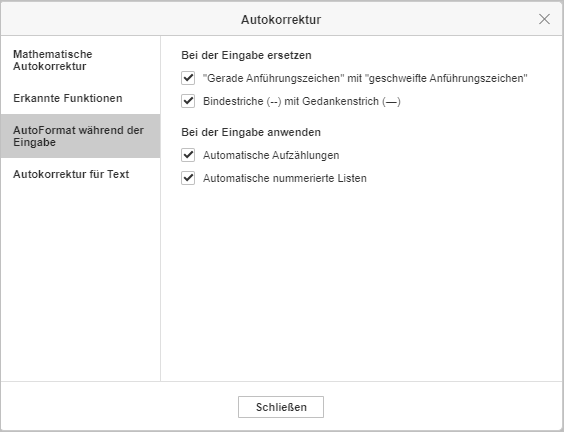 Autokorrektur
Mathematische
Autokorrektur
Erkannte Funktionen
AutoFormat während der
Eingabe
Autokorrektur für Text
Bei der Eingabe ersetzen
"Gerade Anführungszeichen" mit "geschweifte Anführungszeichen"
Bindestriche (--) mit Gedankenstrich (—)
Bei der Eingabe anwenden
Automatische Aufzählungen
Automatische nummerierte Listen
Schließen